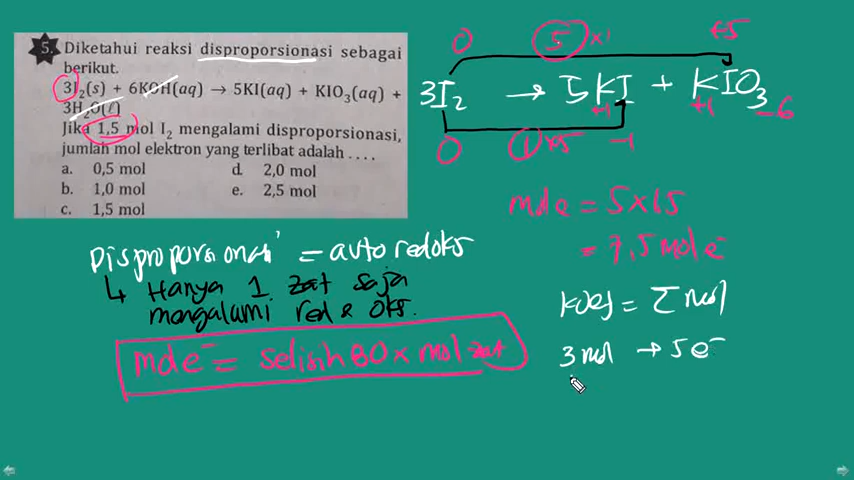 5. Diketahui reaksi disproporsionasi sebagai
berikut.
3I₂(s) + 6KOH(aq) → 5KI(aq) + KIO₃(aq) +
3H₂O(l)
Jika 1,5 mol I₂ mengalami disproporsionasi,
jumlah mol elektron yang terlibat adalah . . . .
a. 0,5 mol d. 2,0 mol
b. 1,0 mol e. 2,5 mol
c. 1,5 mol
0 5 x1 +5
3I₂ → 5KI + KIO₃
+1 +1 -6
0 1 x5 -1
mol e = 5 x 1,5
= 7,5 mol e⁻
Disproporsionasi = autoredoks
↳ Hanya 1 zat saja
mengalami red & oks.
mol e⁻ = selisih BO x mol zat
koef = Σ mol
3 mol → 5 e⁻